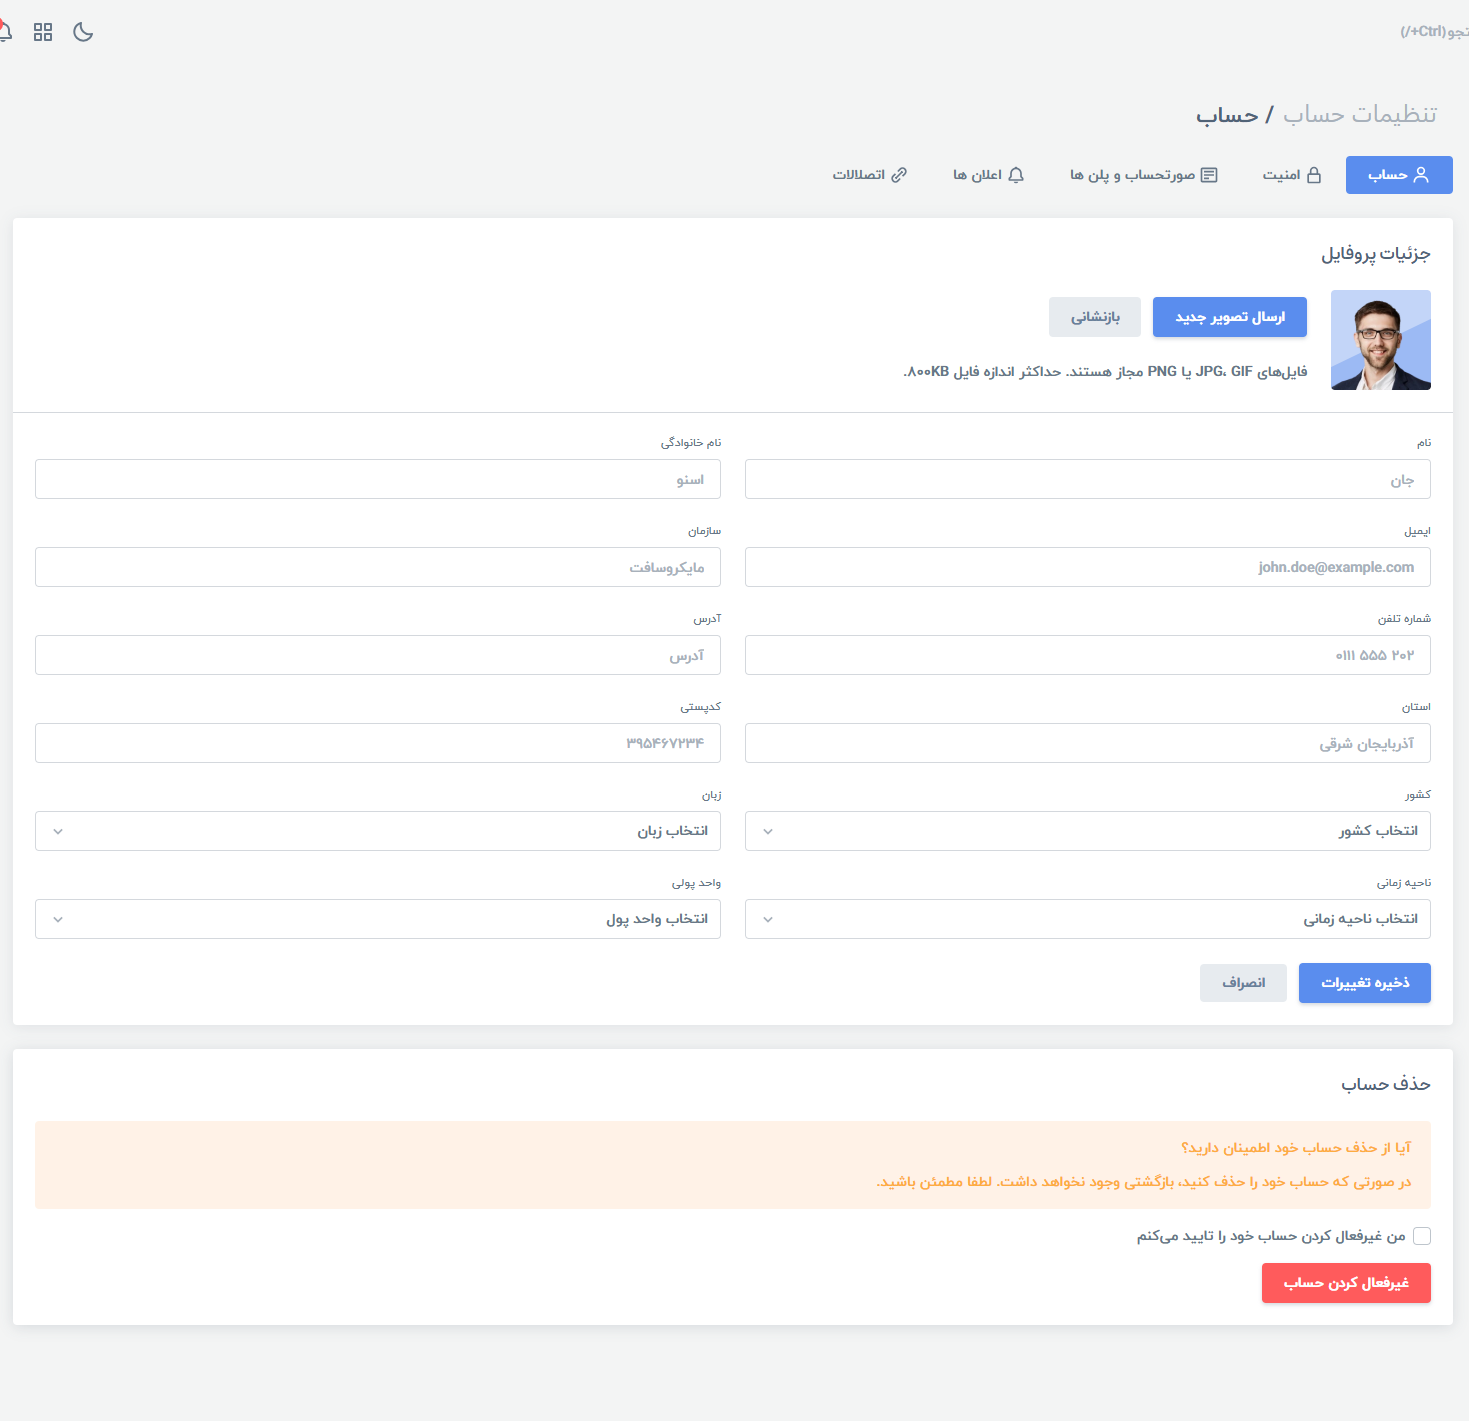 تجو(Ctrl+/)
تنظیمات حساب / حساب
حساب
امنیت
صورتحساب و پلن ها
اعلان ها
اتصلالات
جزئیات پروفایل
ارسال تصویر جدید
بازنشانی
فایل‌های JPG، GIF یا PNG مجاز هستند. حداکثر اندازه فایل ۸۰۰KB.
نام
نام خانوادگی
جان
اسنو
ایمیل
سازمان
john.doe@example.com
مایکروسافت
شماره تلفن
آدرس
۲۰۲ ۵۵۵ ۰۱۱۱
آدرس
استان
کدپستی
آذربایجان شرقی
۳۹۵۴۶۷۲۳۴
کشور
زبان
انتخاب کشور
انتخاب زبان
ناحیه زمانی
واحد پولی
انتخاب ناحیه زمانی
انتخاب واحد پول
ذخیره تغییرات
انصراف
حذف حساب
آیا از حذف حساب خود اطمینان دارید؟
در صورتی که حساب خود را حذف کنید، بازگشتی وجود نخواهد داشت. لطفا مطمئن باشید.
من غیرفعال کردن حساب خود را تایید می‌کنم
غیرفعال کردن حساب